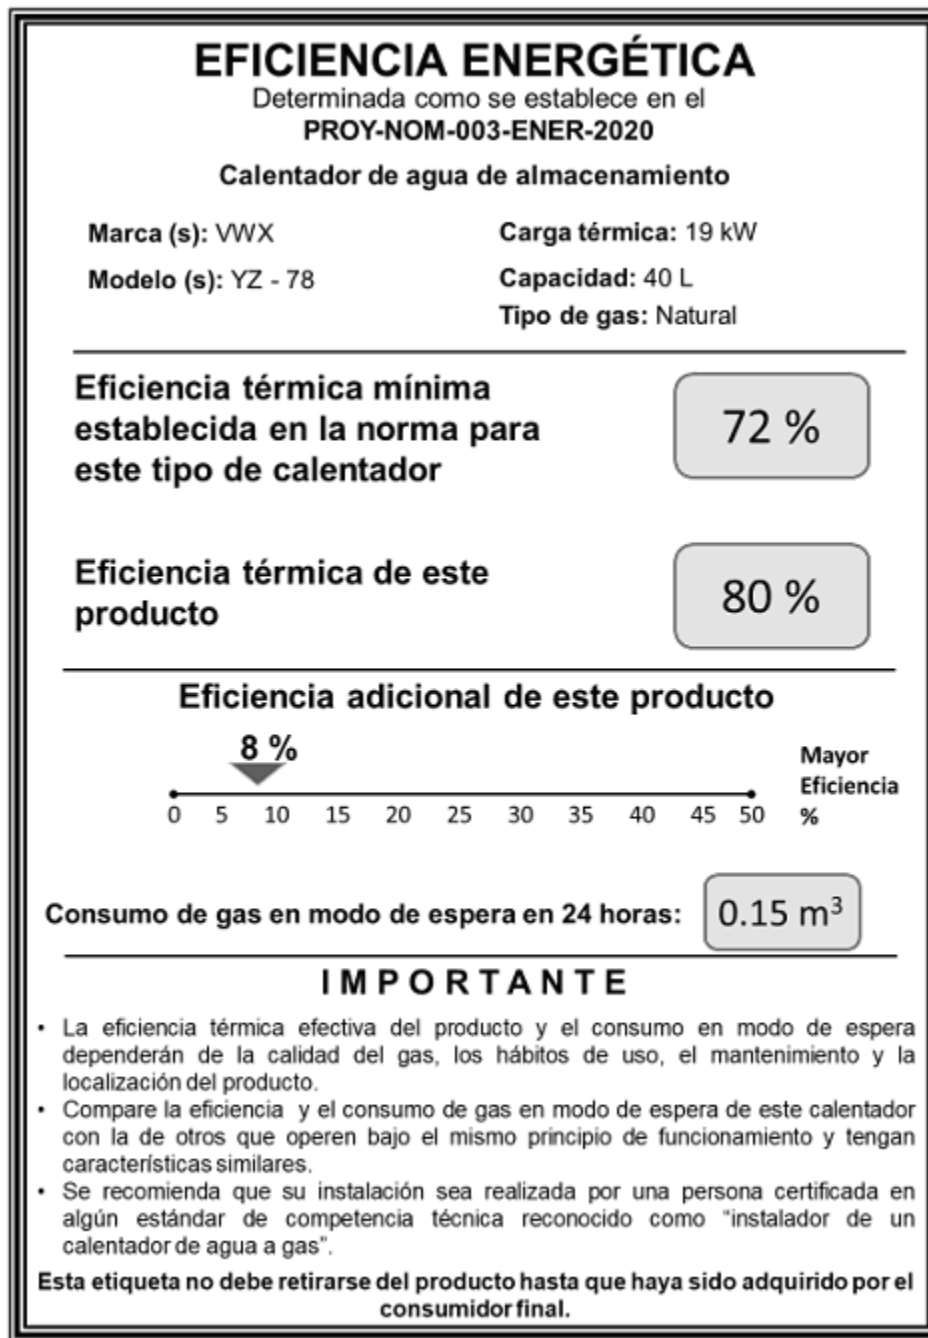 EFICIENCIA ENERGÉTICA
Determinada como se establece en el
PROY-NOM-003-ENER-2020
Calentador de agua de almacenamiento
Marca (s): VWX
Modelo (s): YZ - 78
Carga térmica: 19 kW
Capacidad: 40 L
Tipo de gas: Natural
Eficiencia térmica mínima
establecida en la norma para
este tipo de calentador
72 %
Eficiencia térmica de este
producto
80 %
Eficiencia adicional de este producto
8 %
0 5 10 15 20 25 30 35 40 45 50
Mayor
Eficiencia
%
Consumo de gas en modo de espera en 24 horas:
0.15 m³
IMPORTANTE
• La eficiencia térmica efectiva del producto y el consumo en modo de espera
dependerán de la calidad del gas, los hábitos de uso, el mantenimiento y la
localización del producto.
• Compare la eficiencia y el consumo de gas en modo de espera de este calentador
con la de otros que operen bajo el mismo principio de funcionamiento y tengan
características similares.
• Se recomienda que su instalación sea realizada por una persona certificada en
algún estándar de competencia técnica reconocido como “instalador de un
calentador de agua a gas”.
Esta etiqueta no debe retirarse del producto hasta que haya sido adquirido por el
consumidor final.